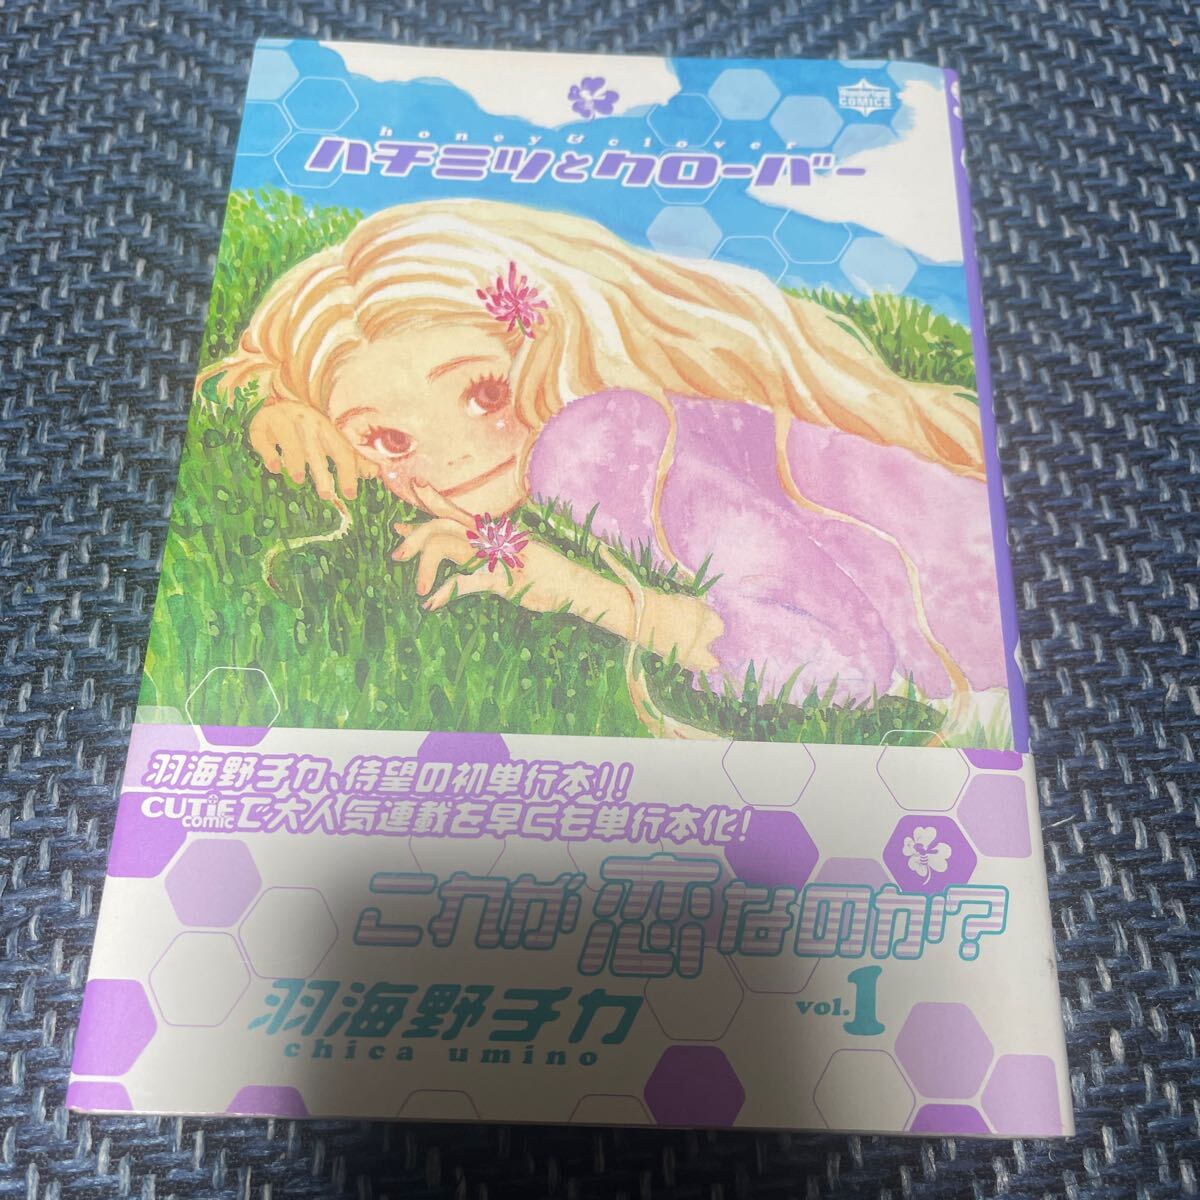 Wonderland
COMICS
honey & clover
ハチミツとクローバー
羽海野チカ、待望の初単行本!!
CUTiE comicで大人気連載を早くも単行本化!
これが恋なのか?
vol.1
羽海野チカ
chica umino